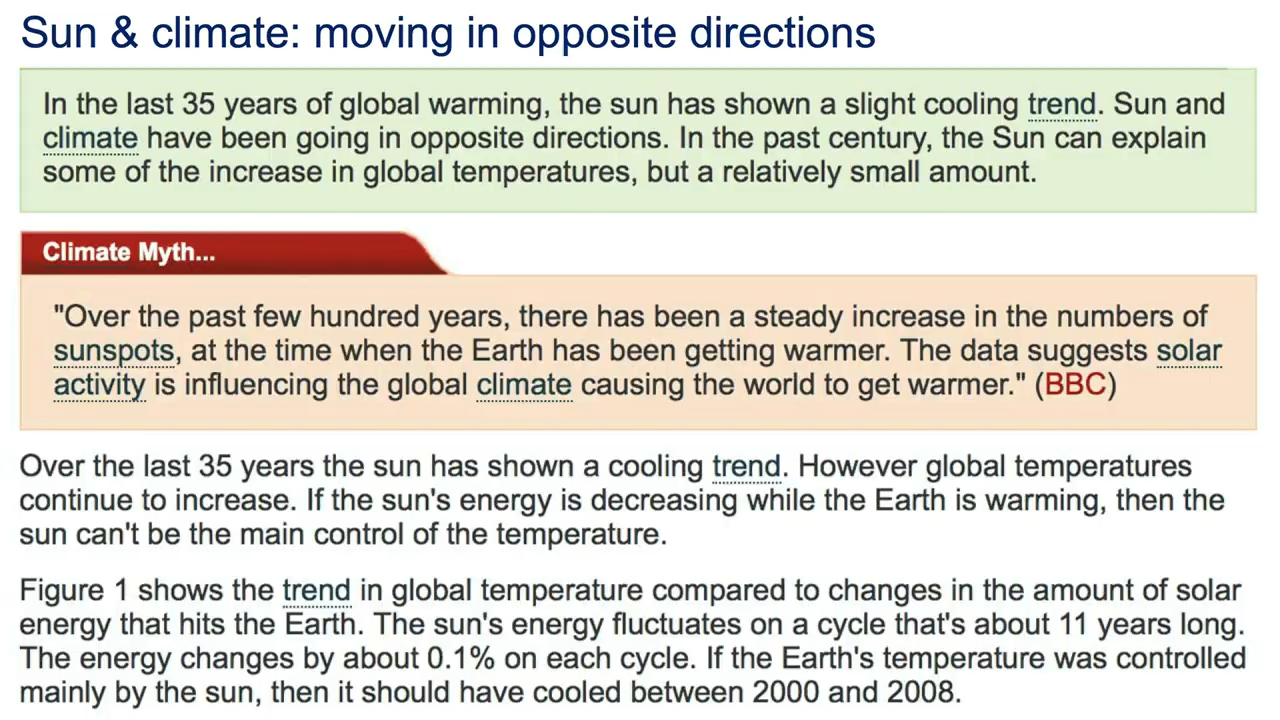 Sun & climate: moving in opposite directions
In the last 35 years of global warming, the sun has shown a slight cooling trend. Sun and
climate have been going in opposite directions. In the past century, the Sun can explain
some of the increase in global temperatures, but a relatively small amount.
Climate Myth...
"Over the past few hundred years, there has been a steady increase in the numbers of
sunspots, at the time when the Earth has been getting warmer. The data suggests solar
activity is influencing the global climate causing the world to get warmer." (BBC)
Over the last 35 years the sun has shown a cooling trend. However global temperatures
continue to increase. If the sun's energy is decreasing while the Earth is warming, then the
sun can't be the main control of the temperature.
Figure 1 shows the trend in global temperature compared to changes in the amount of solar
energy that hits the Earth. The sun's energy fluctuates on a cycle that's about 11 years long.
The energy changes by about 0.1% on each cycle. If the Earth's temperature was controlled
mainly by the sun, then it should have cooled between 2000 and 2008.